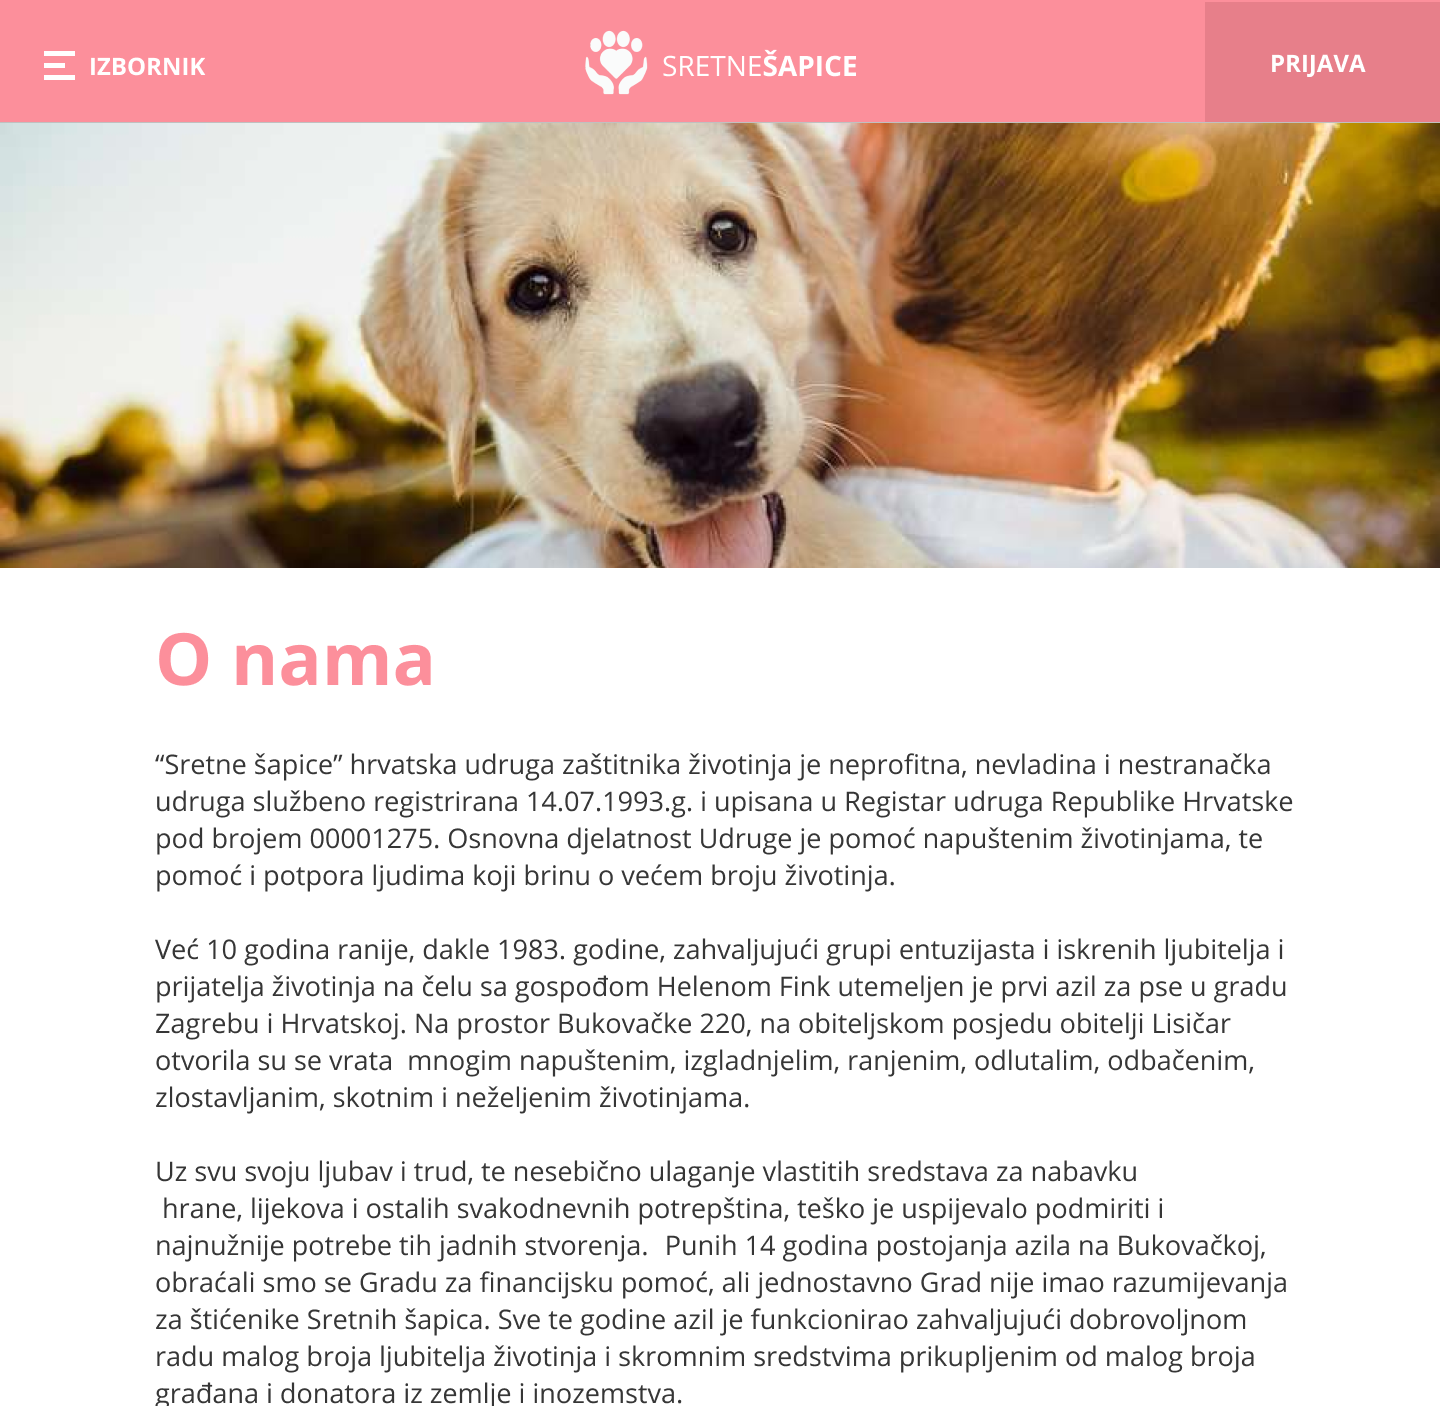 IZBORNIK
SRETNEŠAPICE
PRIJAVA
O nama
“Sretne šapice” hrvatska udruga zaštitnika životinja je neprofitna, nevladina i nestranačka
udruga službeno registrirana 14.07.1993.g. i upisana u Registar udruga Republike Hrvatske
pod brojem 00001275. Osnovna djelatnost Udruge je pomoć napuštenim životinjama, te
pomoć i potpora ljudima koji brinu o većem broju životinja.
Već 10 godina ranije, dakle 1983. godine, zahvaljujući grupi entuzijasta i iskrenih ljubitelja i
prijatelja životinja na čelu sa gospođom Helenom Fink utemeljen je prvi azil za pse u gradu
Zagrebu i Hrvatskoj. Na prostor Bukovačke 220, na obiteljskom posjedu obitelji Lisičar
otvorila su se vrata  mnogim napuštenim, izgladnjelim, ranjenim, odlutalim, odbačenim,
zlostavljanim, skotnim i neželjenim životinjama.
Uz svu svoju ljubav i trud, te nesebično ulaganje vlastitih sredstava za nabavku
hrane, lijekova i ostalih svakodnevnih potrepština, teško je uspijevalo podmiriti i
najnužnije potrebe tih jadnih stvorenja.  Punih 14 godina postojanja azila na Bukovačkoj,
obraćali smo se Gradu za financijsku pomoć, ali jednostavno Grad nije imao razumijevanja
za štićenike Sretnih šapica. Sve te godine azil je funkcionirao zahvaljujući dobrovoljnom
radu malog broja ljubitelja životinja i skromnim sredstvima prikupljenim od malog broja
građana i donatora iz zemlje i inozemstva.